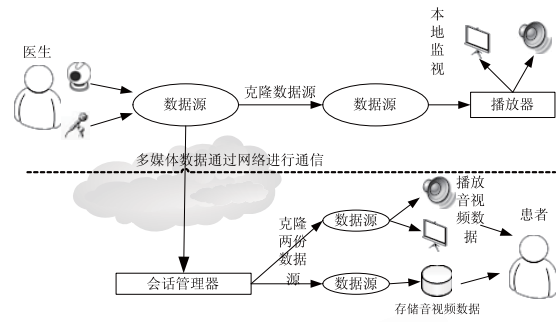 本地监视
医生
数据源
克隆数据源
数据源
播放器
多媒体数据通过网络进行通信
克隆两份数据源
数据源
播放音视频数据
患者
会话管理器
数据源
存储音视频数据